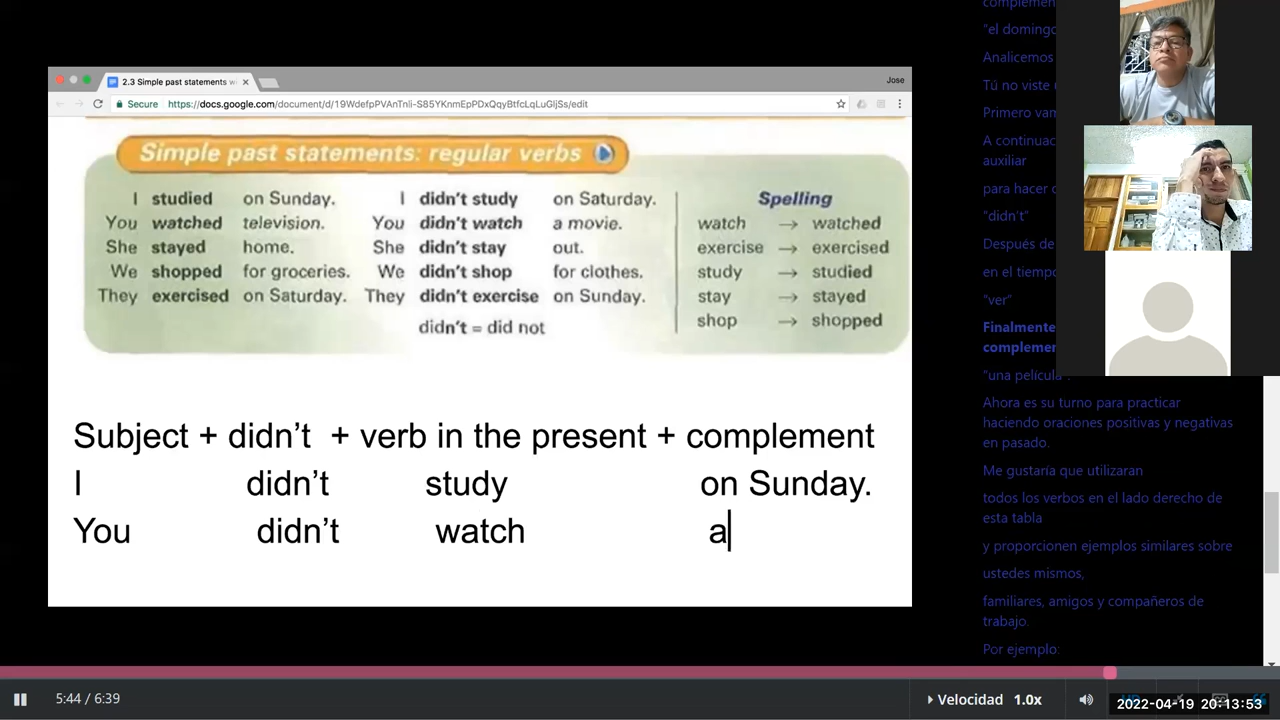 2.3 Simple past statements w
Jose
Secure https://docs.google.com/document/d/19WdefpPVAnTnli-S85YKnmEpPDxQqyBtfcLqLuGljSs/edit
Simple past statements: regular verbs
I studied on Sunday. I didn't study on Saturday. Spelling
You watched television. You didn't watch a movie. watch → watched
She stayed home. She didn't stay out. exercise → exercised
We shopped for groceries. We didn't shop for clothes. study → studied
They exercised on Saturday. They didn't exercise on Sunday. stay → stayed
didn't = did not shop → shopped
Subject + didn't + verb in the present + complement
I didn't study on Sunday.
You didn't watch a
complemen
"el domingo
Analicemos
Tú no viste
Primero vam
A continuac
auxiliar
para hacer
"didn't"
Después de
en el tiempo
"ver"
Finalmente
complemen
"una película".
Ahora es su turno para practicar
haciendo oraciones positivas y negativas
en pasado.
Me gustaría que utilizaran
todos los verbos en el lado derecho de
esta tabla
y proporcionen ejemplos similares sobre
ustedes mismos,
familiares, amigos y compañeros de
trabajo.
Por ejemplo:
5:44 / 6:39
Velocidad 1.0x
2022-04-19 20:13:53